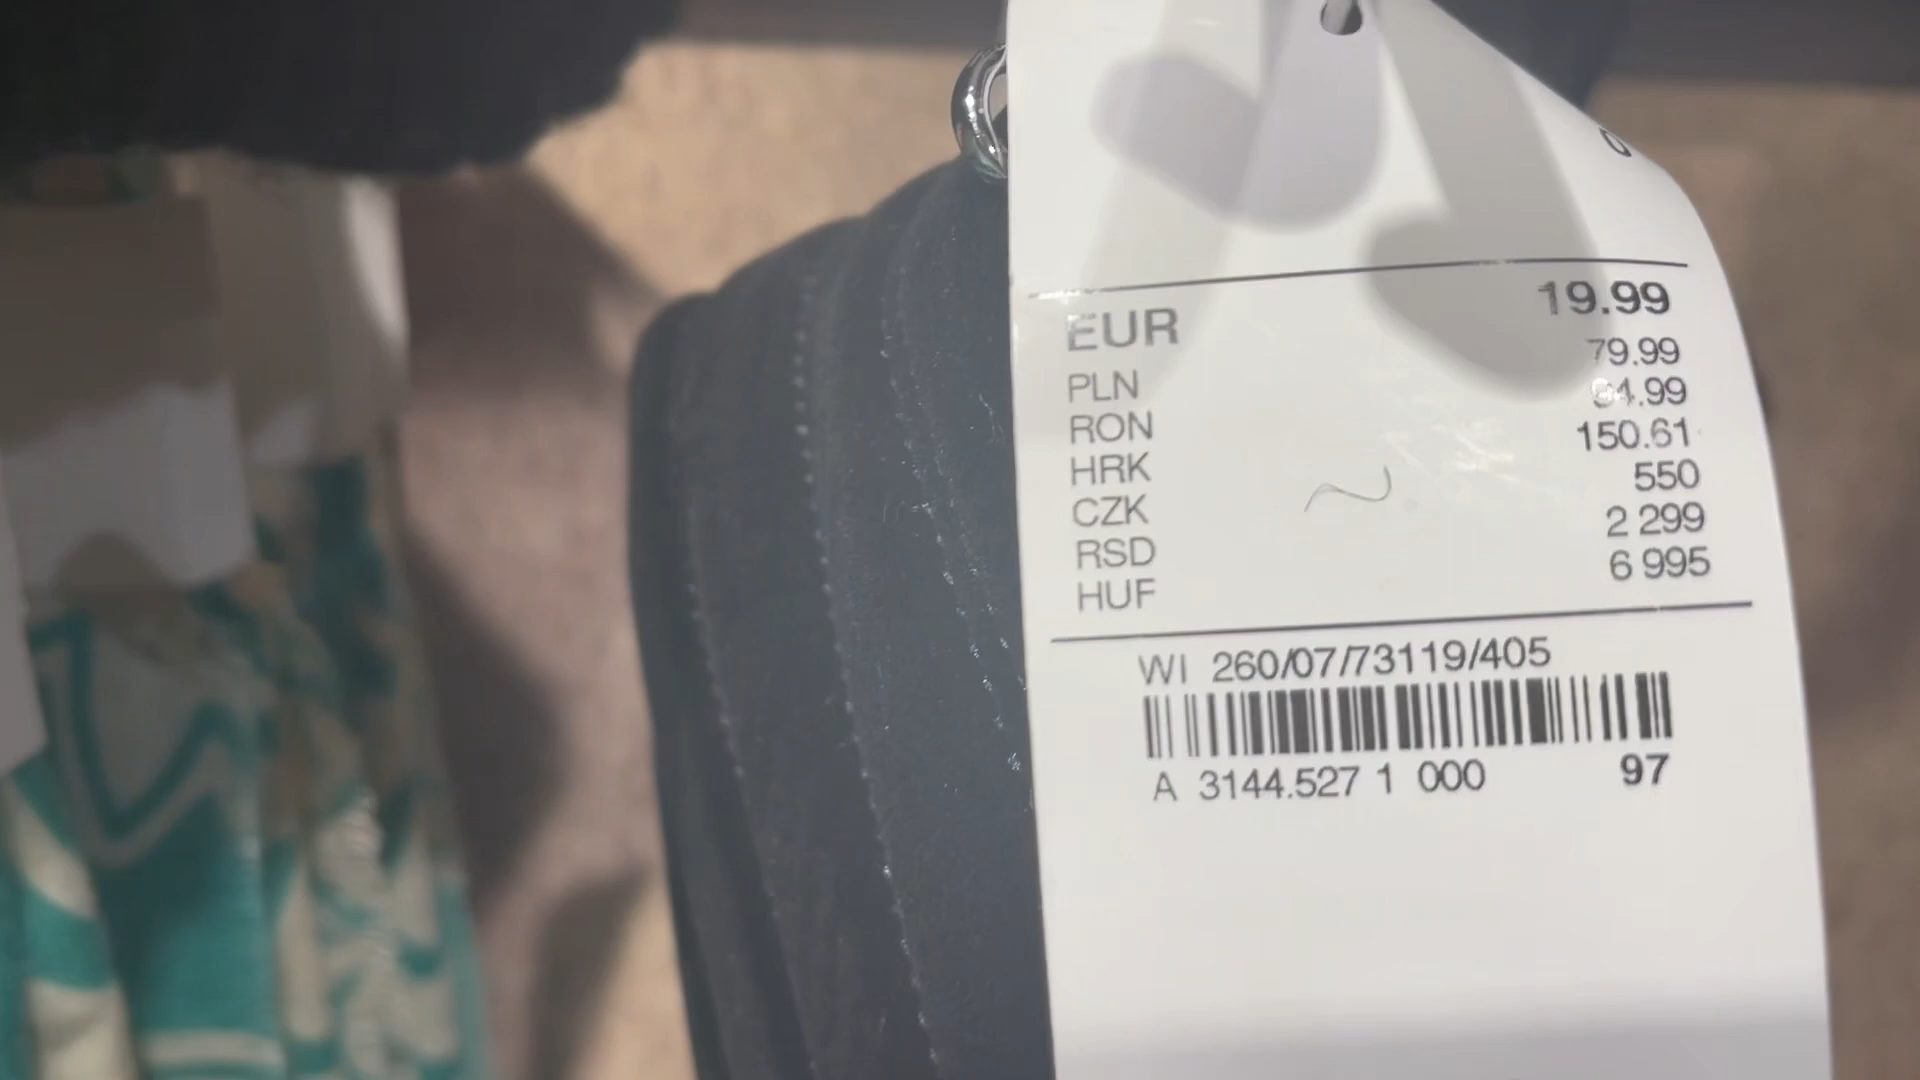 EUR 19.99
PLN 79.99
RON 94.99
HRK 150.61
CZK 550
RSD 2 299
HUF 6 995
WI 260/07/73119/405
A 3144.527 1 000 97